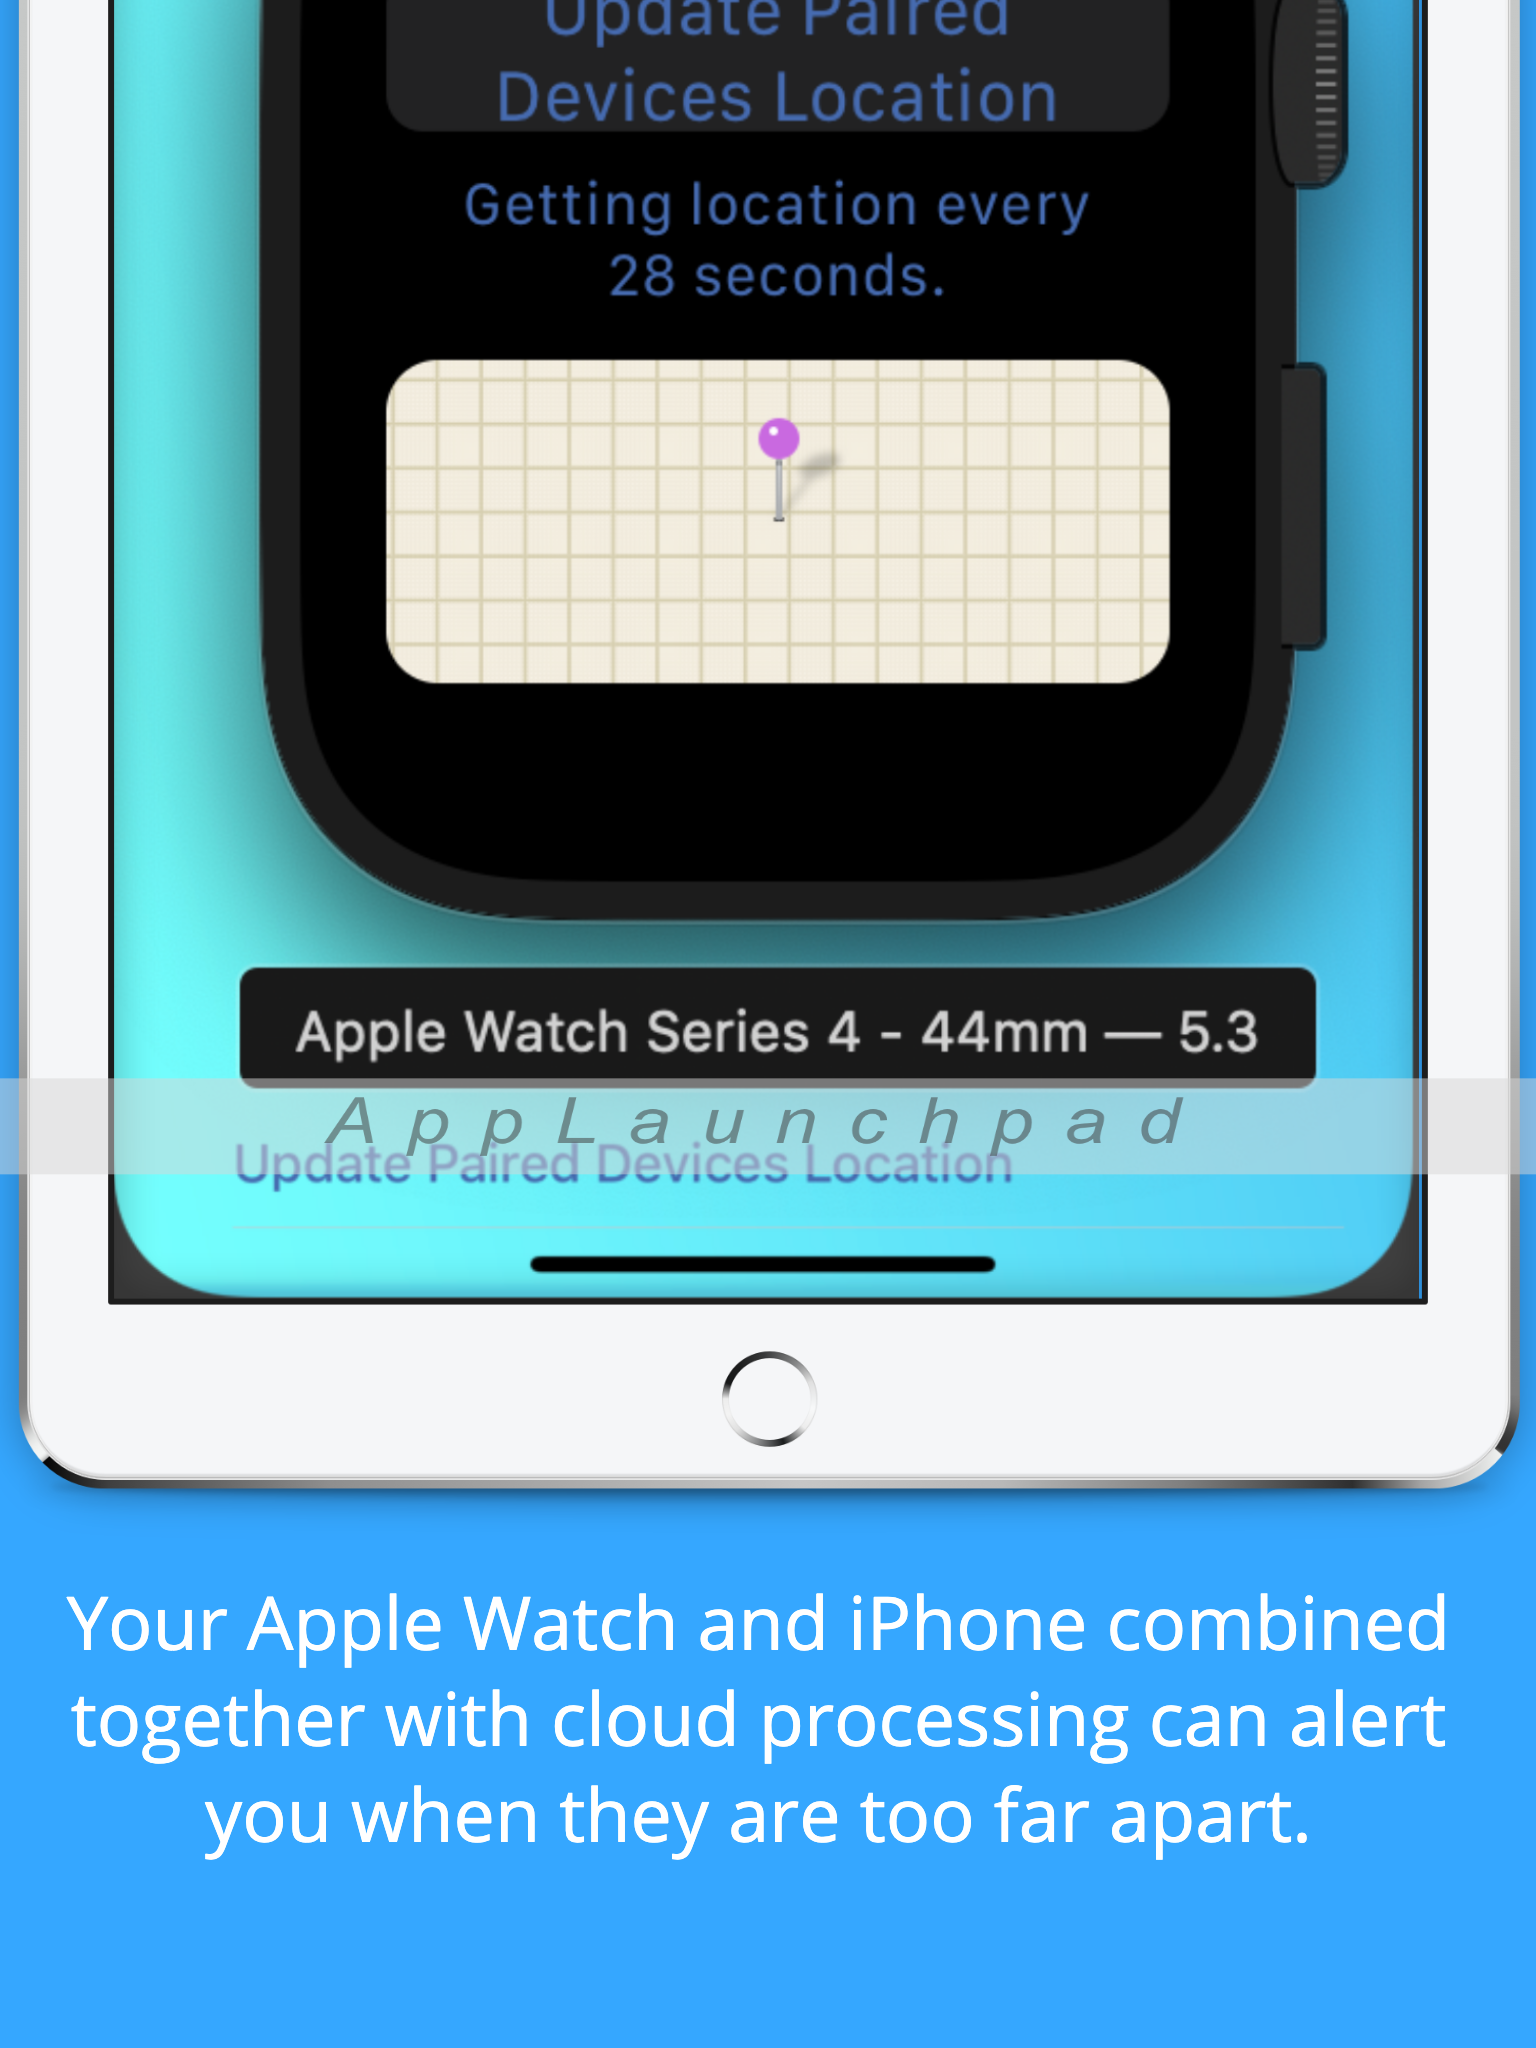 Update Paired
Devices Location
Getting location every
28 seconds.
Apple Watch Series 4 - 44mm — 5.3
AppLaunchpad
Update Paired Devices Location
Your Apple Watch and iPhone combined
together with cloud processing can alert
you when they are too far apart.